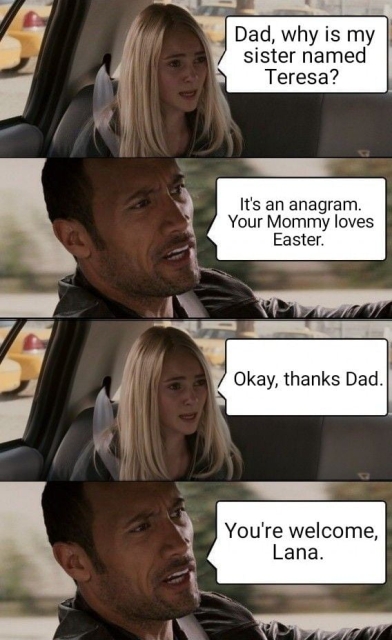 Dad, why is my
sister named
Teresa?
It's an anagram.
Your Mommy loves
Easter.
Okay, thanks Dad.
You're welcome,
Lana.